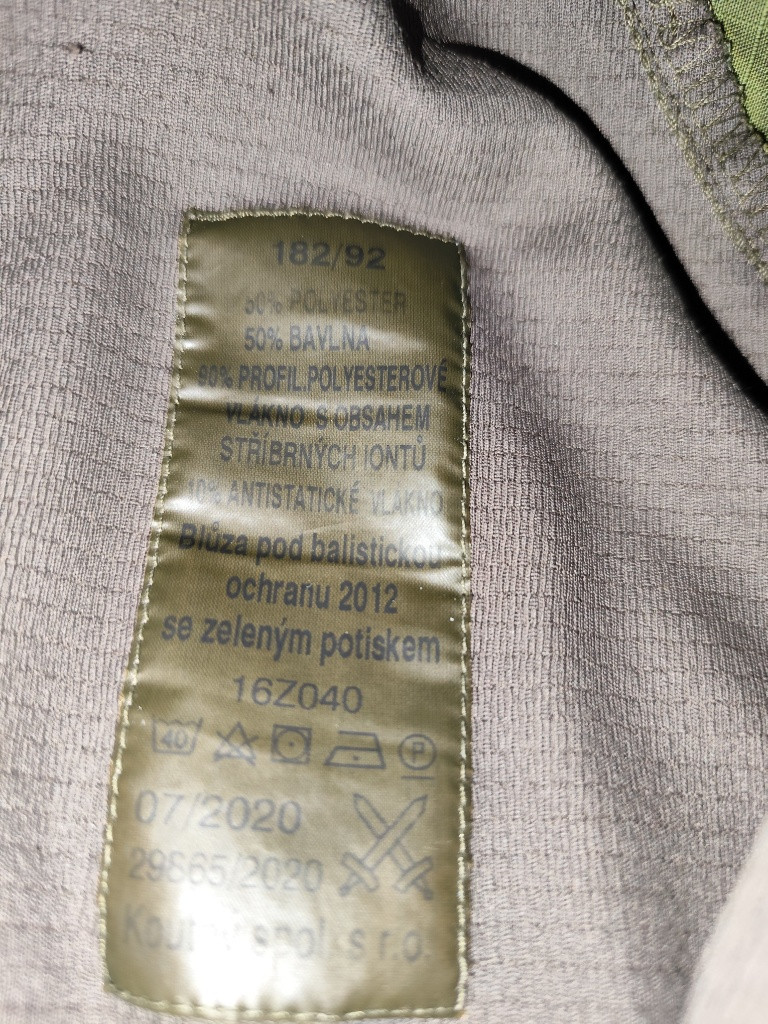 182/92
50% POLYESTER
50% BAVLNA
90% PROFIL.POLYESTEROVÉ
VLÁKNO S OBSAHEM
STŘÍBRNÝCH IONTŮ
10% ANTISTATICKÉ VLÁKNO
Blůza pod balistickou
ochranu 2012
se zeleným potiskem
16Z040
40 P
07/2020
29865/2020
spol. s r.o.